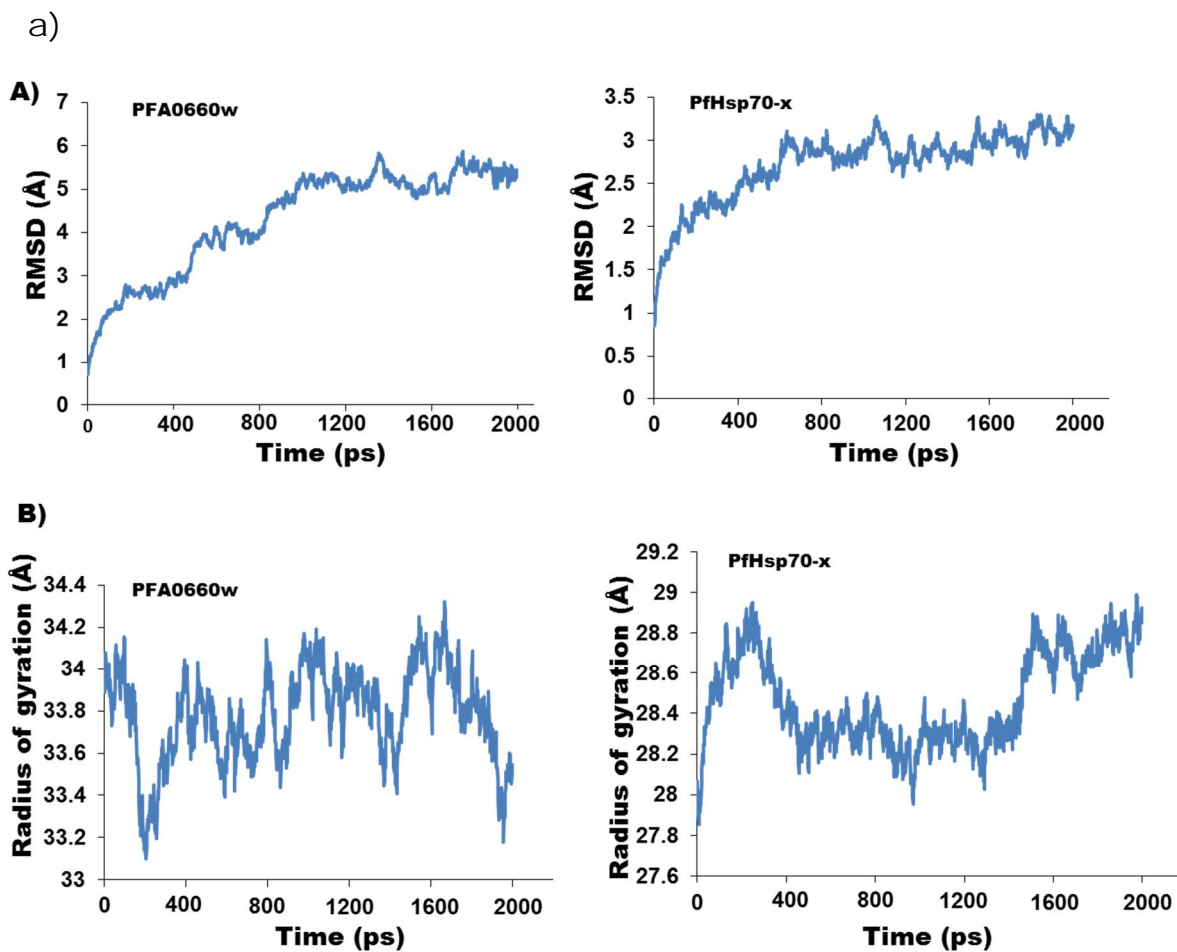 a)
A)
PFA0660w
7
6
5
4
3
2
1
0
RMSD (Å)
0 400 800 1200 1600 2000
Time (ps)
PfHsp70-x
3.5
3
2.5
2
1.5
1
0.5
0
RMSD (Å)
0 400 800 1200 1600 2000
Time (ps)
B)
PFA0660w
34.4
34.2
34
33.8
33.6
33.4
33.2
33
Radius of gyration (Å)
0 400 800 1200 1600 2000
Time (ps)
PfHsp70-x
29.2
29
28.8
28.6
28.4
28.2
28
27.8
27.6
Radius of gyration (Å)
0 400 800 1200 1600 2000
Time (ps)